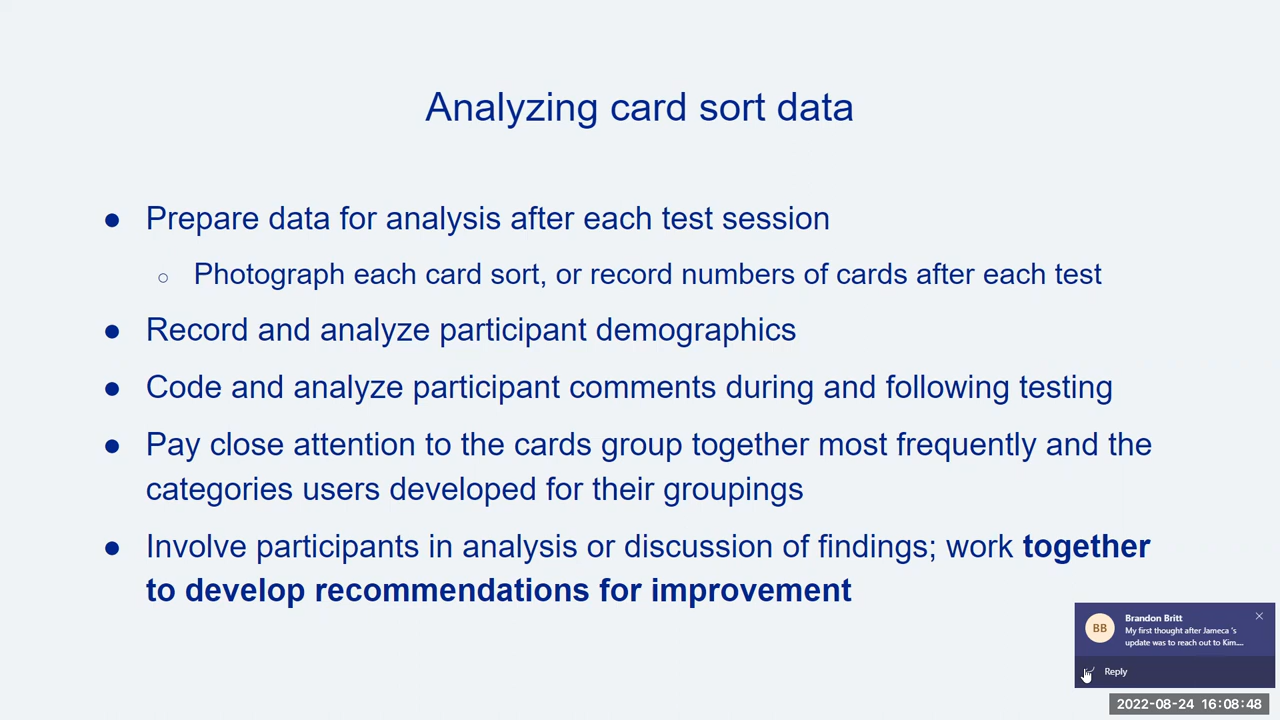 Analyzing card sort data
● Prepare data for analysis after each test session
○ Photograph each card sort, or record numbers of cards after each test
● Record and analyze participant demographics
● Code and analyze participant comments during and following testing
● Pay close attention to the cards group together most frequently and the
categories users developed for their groupings
● Involve participants in analysis or discussion of findings; work together
to develop recommendations for improvement
BB
Brandon Britt
My first thought after Jameca 's
update was to reach out to Kim....
Reply
2022-08-24 16:08:48